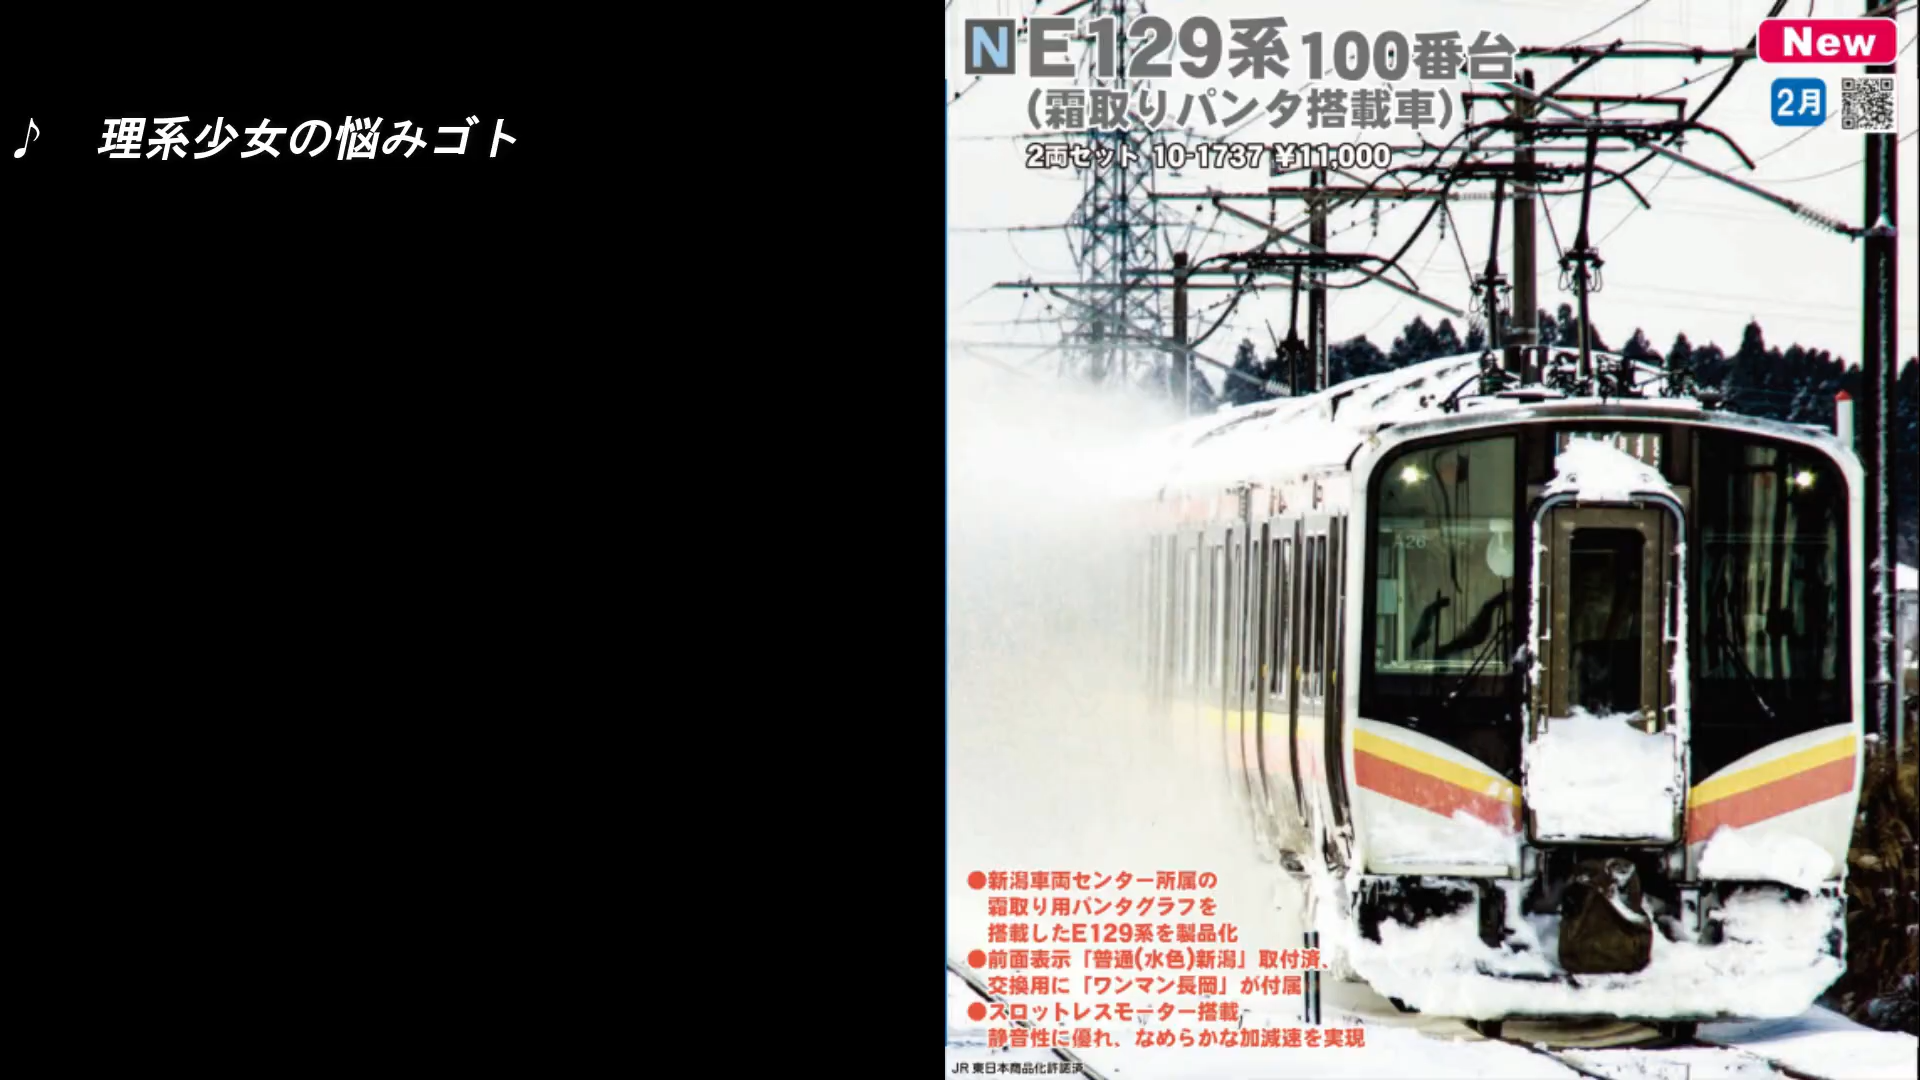 ♪ 理系少女の悩みゴト
N E129系 100番台
(霜取りパンタ搭載車)
2両セット 10-1737 ¥11,000
New
2月
A26
●新潟車両センター所属の
霜取り用パンタグラフを
搭載したE129系を製品化
●前面表示「普通(水色)新潟」取付済、
交換用に「ワンマン長岡」が付属
●スロットレスモーター搭載
静音性に優れ、なめらかな加減速を実現
JR東日本商品化許諾済